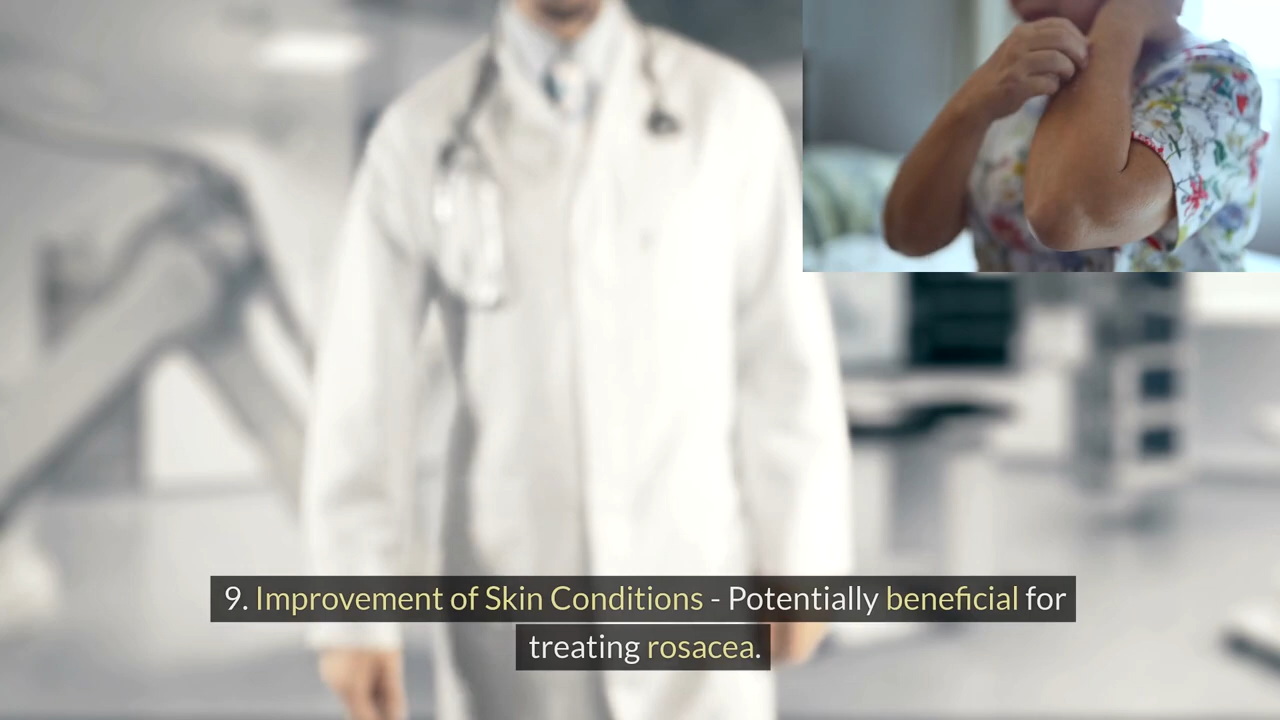 9. Improvement of Skin Conditions - Potentially beneficial for
treating rosacea.